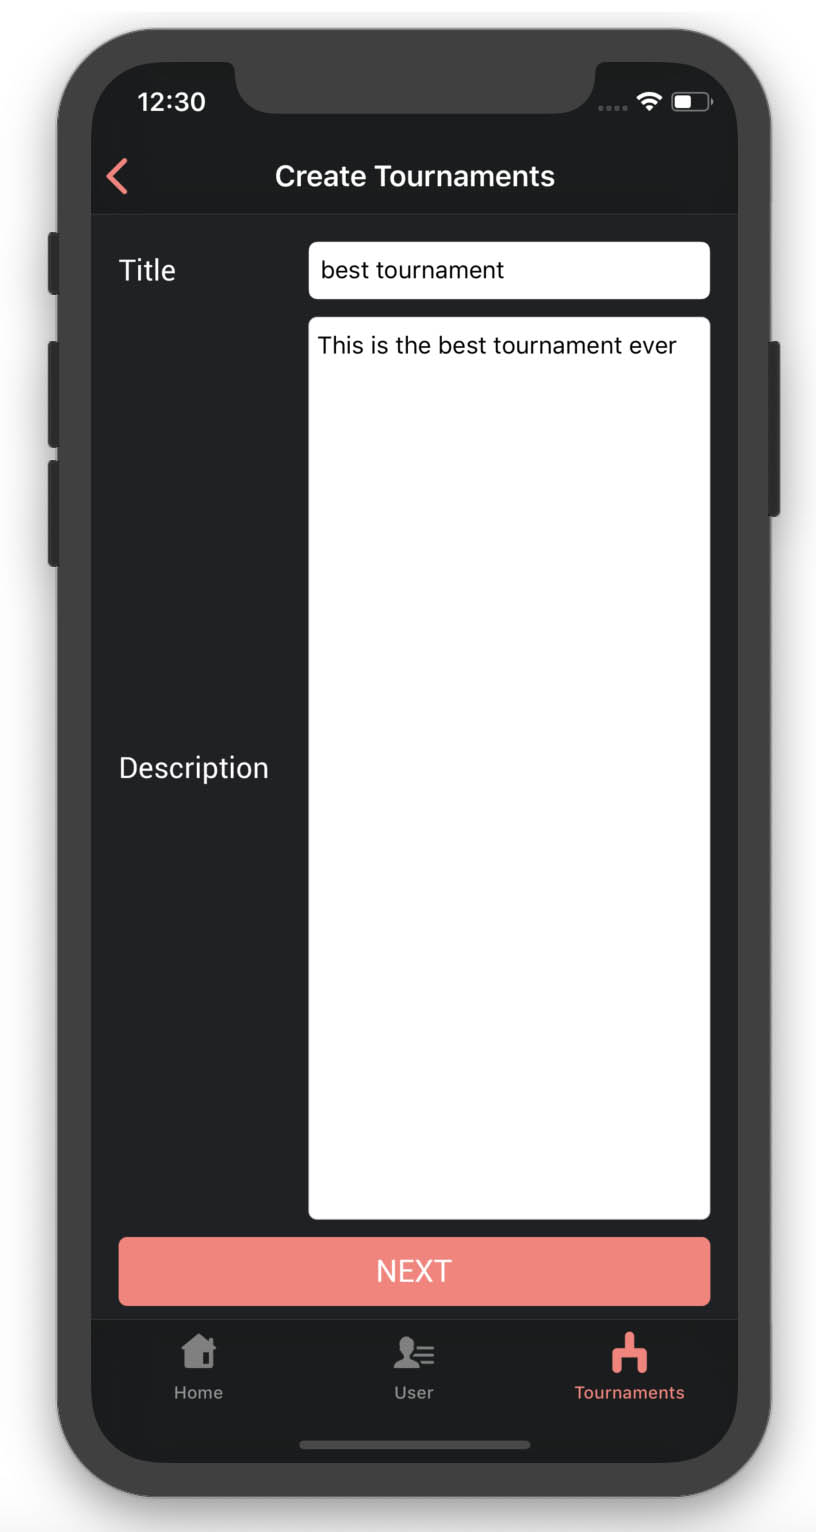 12:30
Create Tournaments
Title
best tournament
This is the best tournament ever
Description
NEXT
Home
User
Tournaments